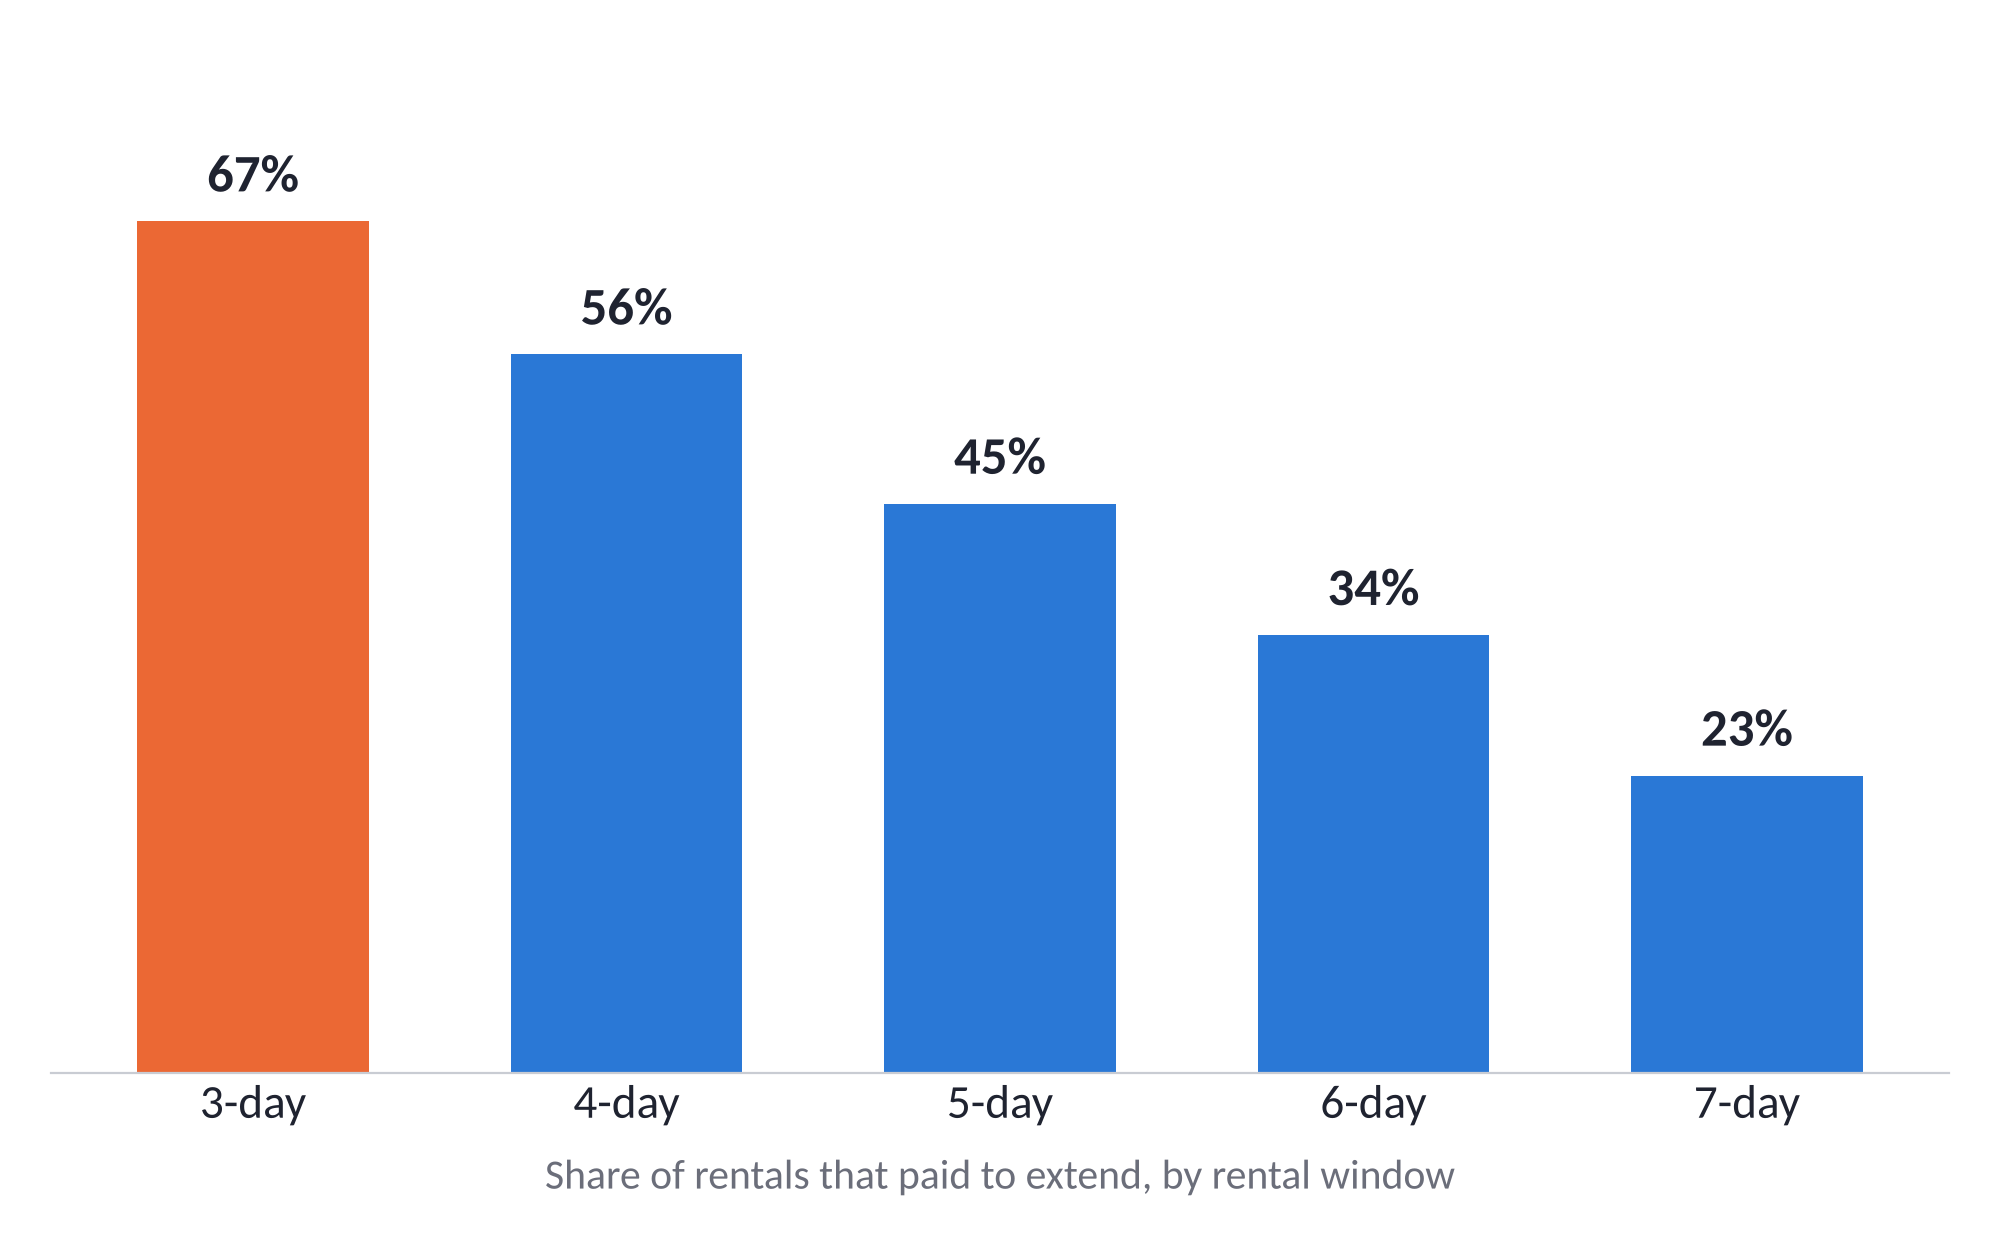 67%
56%
45%
34%
23%
3-day 4-day 5-day 6-day 7-day
Share of rentals that paid to extend, by rental window